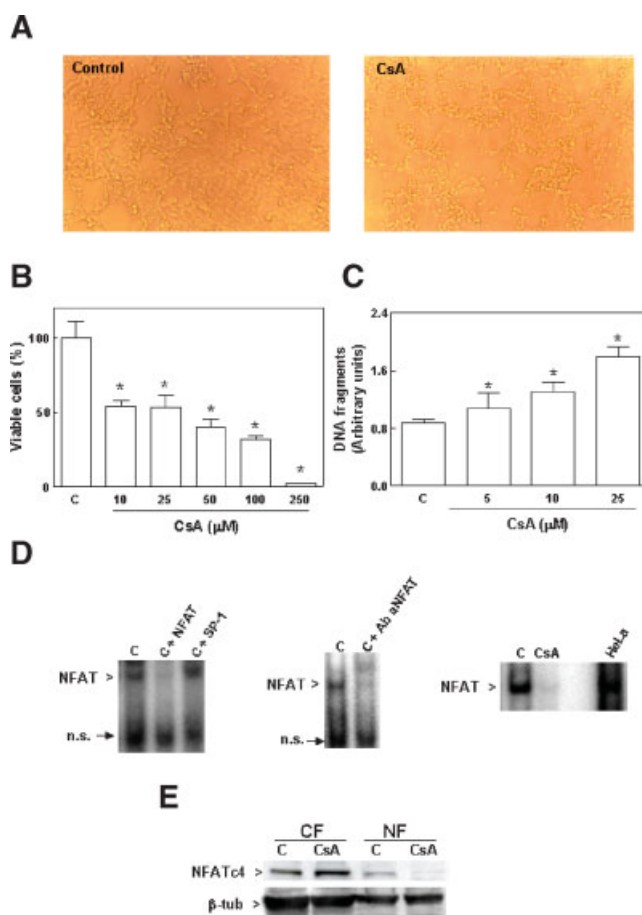 A
Control
CsA
B
Viable cells (%)
100
50
0
C
10
25
50
100
250
CsA (µM)
C
DNA fragments
(Arbitrary units)
2.4
1.6
0.8
0.0
C
5
10
25
CsA (µM)
* * * * *
* * *
D
C
C + NFAT
C + SP-1
NFAT >
n.s.
C
C + Ab aNFAT
NFAT >
n.s.
C CsA
HeLa
NFAT >
E
CF NF
C CsA C CsA
NFATc4 >
β-tub >